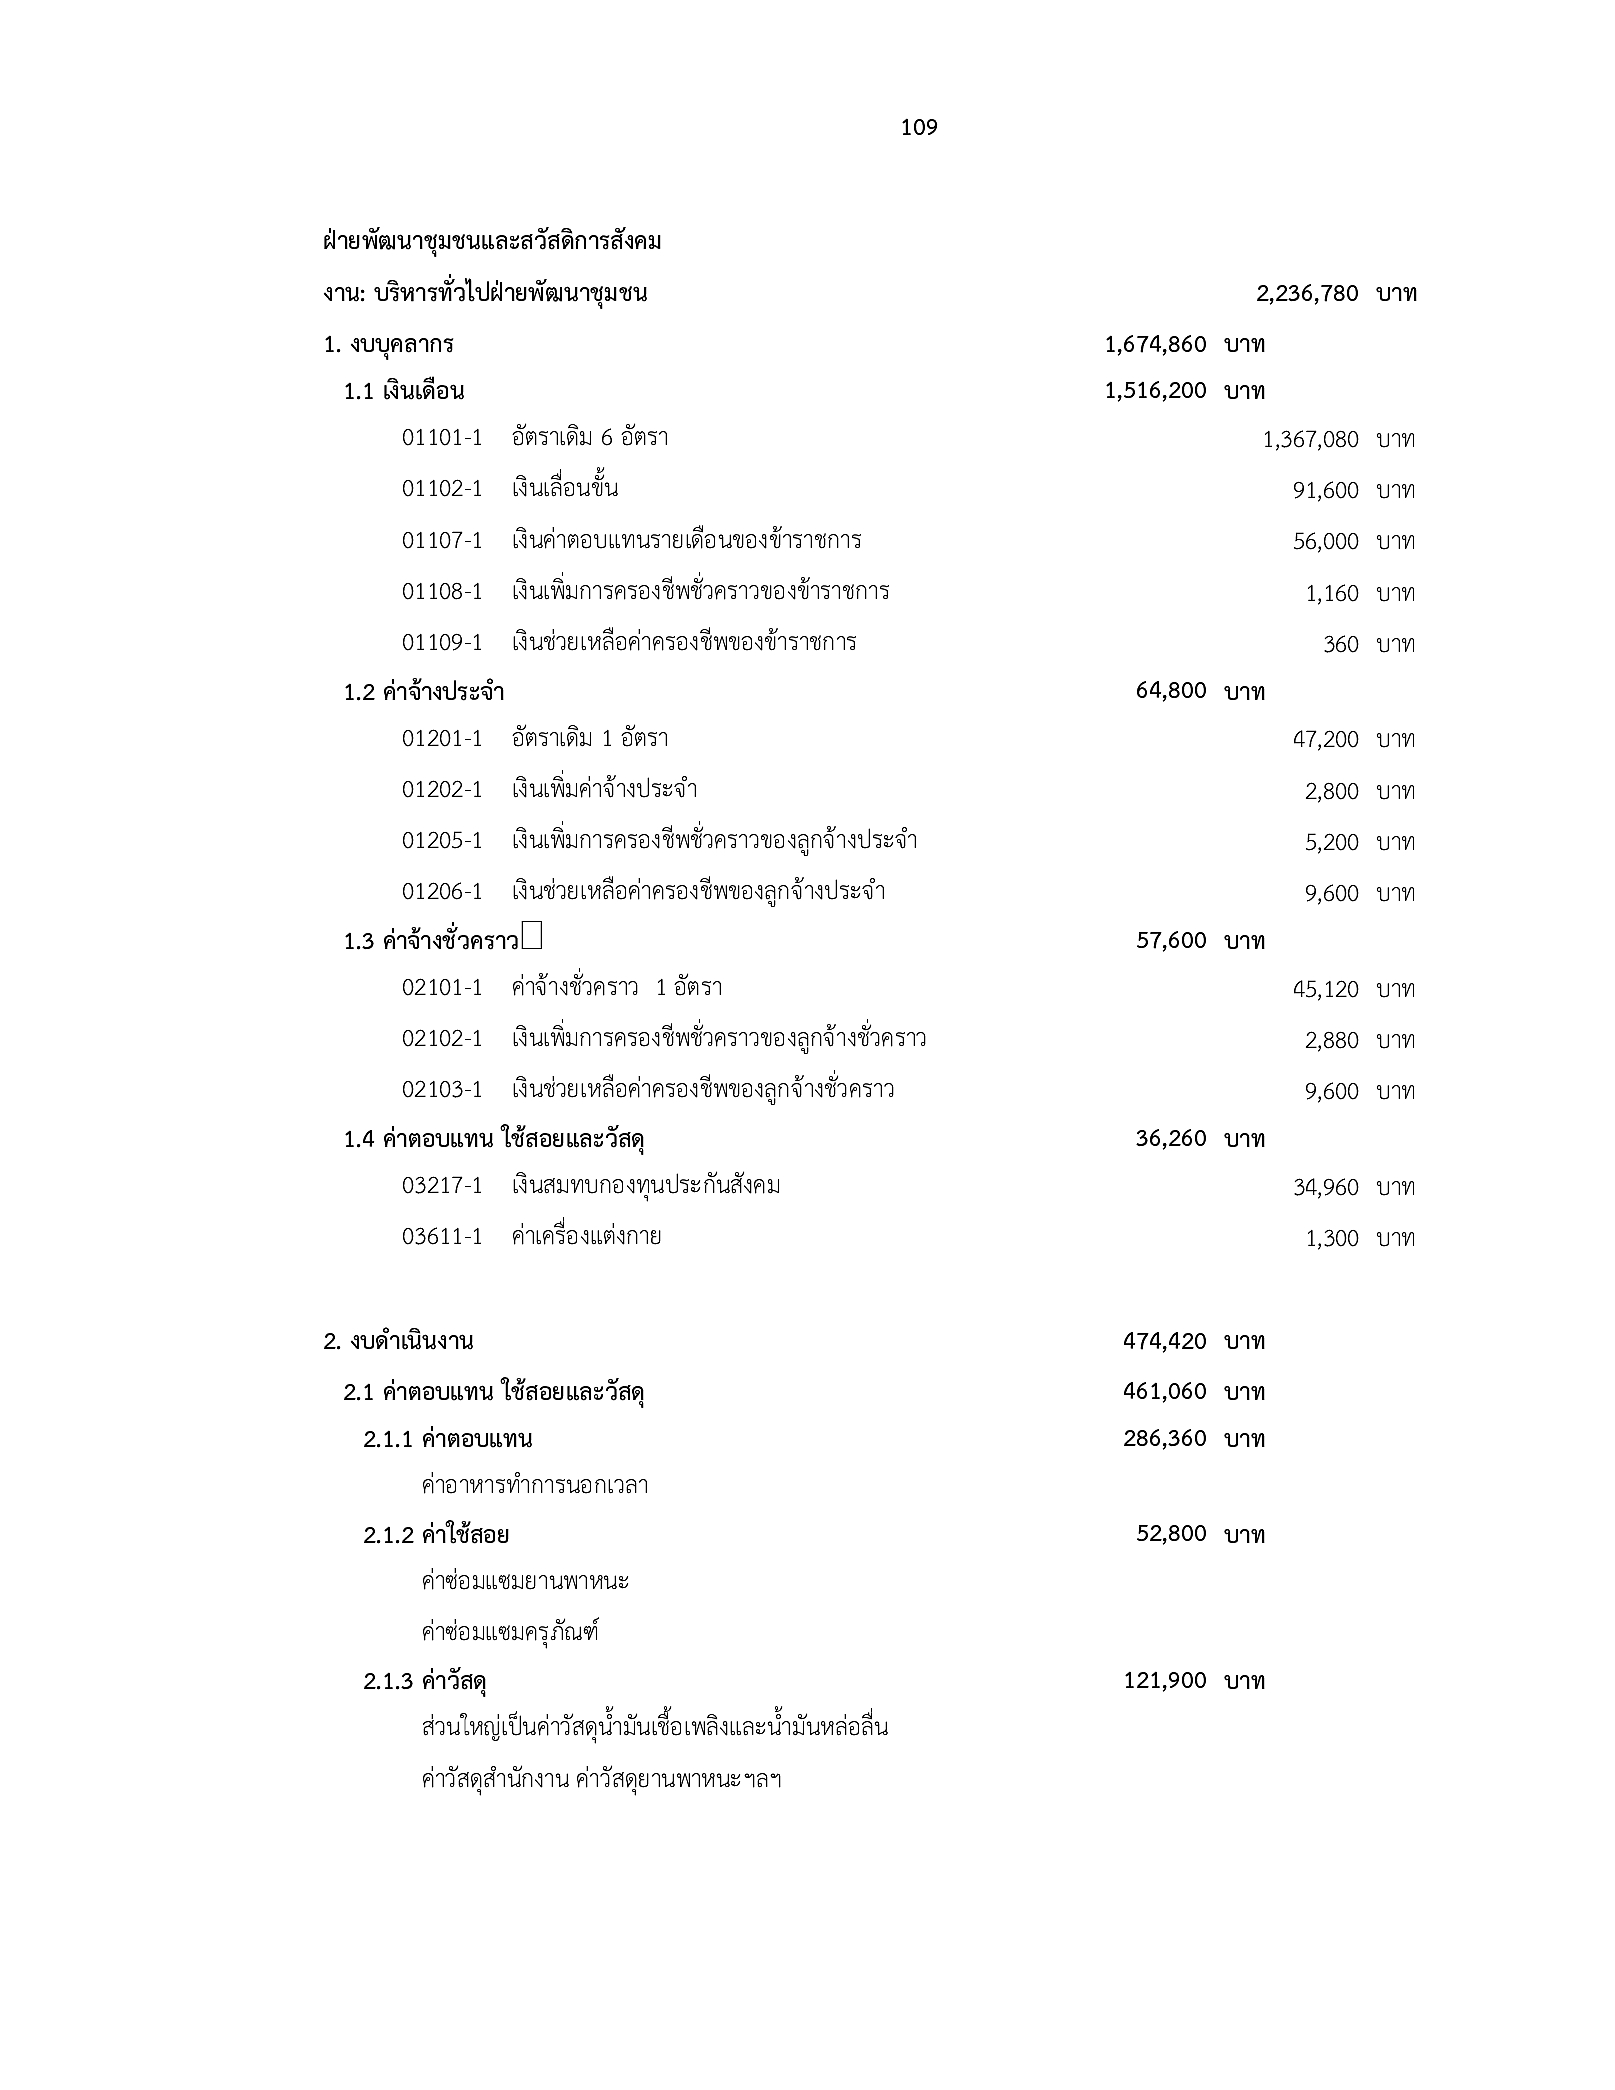 109
ฝ่ายพัฒนาชุมชนและสวัสดิการสังคม
งาน: บริหารทั่วไปฝ่ายพัฒนาชุมชน 2,236,780 บาท
1. งบบุคลากร 1,674,860 บาท
1.1 เงินเดือน 1,516,200 บาท
01101-1 อัตราเดิม 6 อัตรา 1,367,080 บาท
01102-1 เงินเลื่อนขั้น 91,600 บาท
01107-1 เงินค่าตอบแทนรายเดือนของข้าราชการ 56,000 บาท
01108-1 เงินเพิ่มการครองชีพชั่วคราวของข้าราชการ 1,160 บาท
01109-1 เงินช่วยเหลือค่าครองชีพของข้าราชการ 360 บาท
1.2 ค่าจ้างประจำ 64,800 บาท
01201-1 อัตราเดิม 1 อัตรา 47,200 บาท
01202-1 เงินเพิ่มค่าจ้างประจำ 2,800 บาท
01205-1 เงินเพิ่มการครองชีพชั่วคราวของลูกจ้างประจำ 5,200 บาท
01206-1 เงินช่วยเหลือค่าครองชีพของลูกจ้างประจำ 9,600 บาท
1.3 ค่าจ้างชั่วคราว 57,600 บาท
02101-1 ค่าจ้างชั่วคราว 1 อัตรา 45,120 บาท
02102-1 เงินเพิ่มการครองชีพชั่วคราวของลูกจ้างชั่วคราว 2,880 บาท
02103-1 เงินช่วยเหลือค่าครองชีพของลูกจ้างชั่วคราว 9,600 บาท
1.4 ค่าตอบแทน ใช้สอยและวัสดุ 36,260 บาท
03217-1 เงินสมทบกองทุนประกันสังคม 34,960 บาท
03611-1 ค่าเครื่องแต่งกาย 1,300 บาท
2. งบดำเนินงาน 474,420 บาท
2.1 ค่าตอบแทน ใช้สอยและวัสดุ 461,060 บาท
2.1.1 ค่าตอบแทน 286,360 บาท
ค่าอาหารทำการนอกเวลา
2.1.2 ค่าใช้สอย 52,800 บาท
ค่าซ่อมแซมยานพาหนะ
ค่าซ่อมแซมครุภัณฑ์
2.1.3 ค่าวัสดุ 121,900 บาท
ส่วนใหญ่เป็นค่าวัสดุน้ำมันเชื้อเพลิงและน้ำมันหล่อลื่น
ค่าวัสดุสำนักงาน ค่าวัสดุยานพาหนะฯลฯ